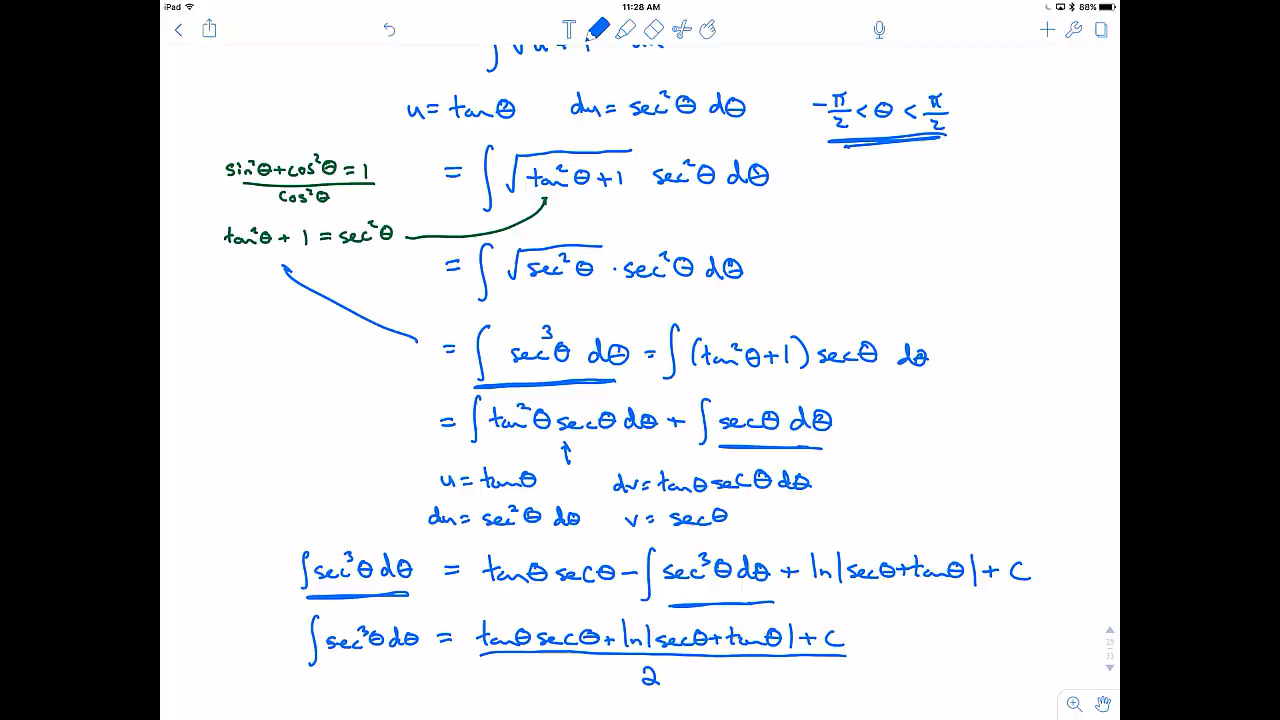 iPad 11:28 AM 88%
T
u = tanθ du = sec²θ dθ -π/2 < θ < π/2
sin²θ + cos²θ = 1
cos²θ
= ∫ √(tan²θ + 1) sec²θ dθ
tan²θ + 1 = sec²θ
= ∫ √(sec²θ) · sec²θ dθ
= ∫ sec³θ dθ = ∫ (tan²θ + 1) secθ dθ
= ∫ tan²θ secθ dθ + ∫ secθ dθ
u = tanθ dv = tanθ secθ dθ
du = sec²θ dθ v = secθ
∫ sec³θ dθ = tanθ secθ - ∫ sec³θ dθ + ln|secθ + tanθ| + C
∫ sec³θ dθ = tanθ secθ + ln|secθ + tanθ| + C
2
29
33